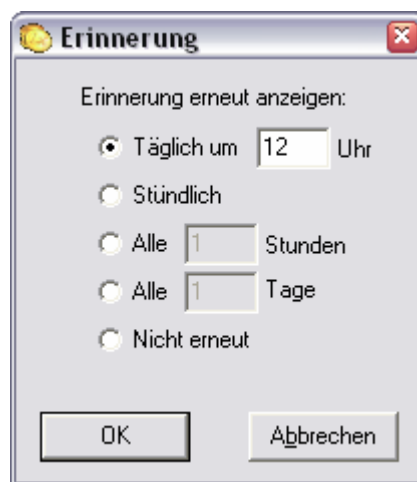 Erinnerung
Erinnerung erneut anzeigen:
Täglich um 12 Uhr
Stündlich
Alle 1 Stunden
Alle 1 Tage
Nicht erneut
OK Abbrechen